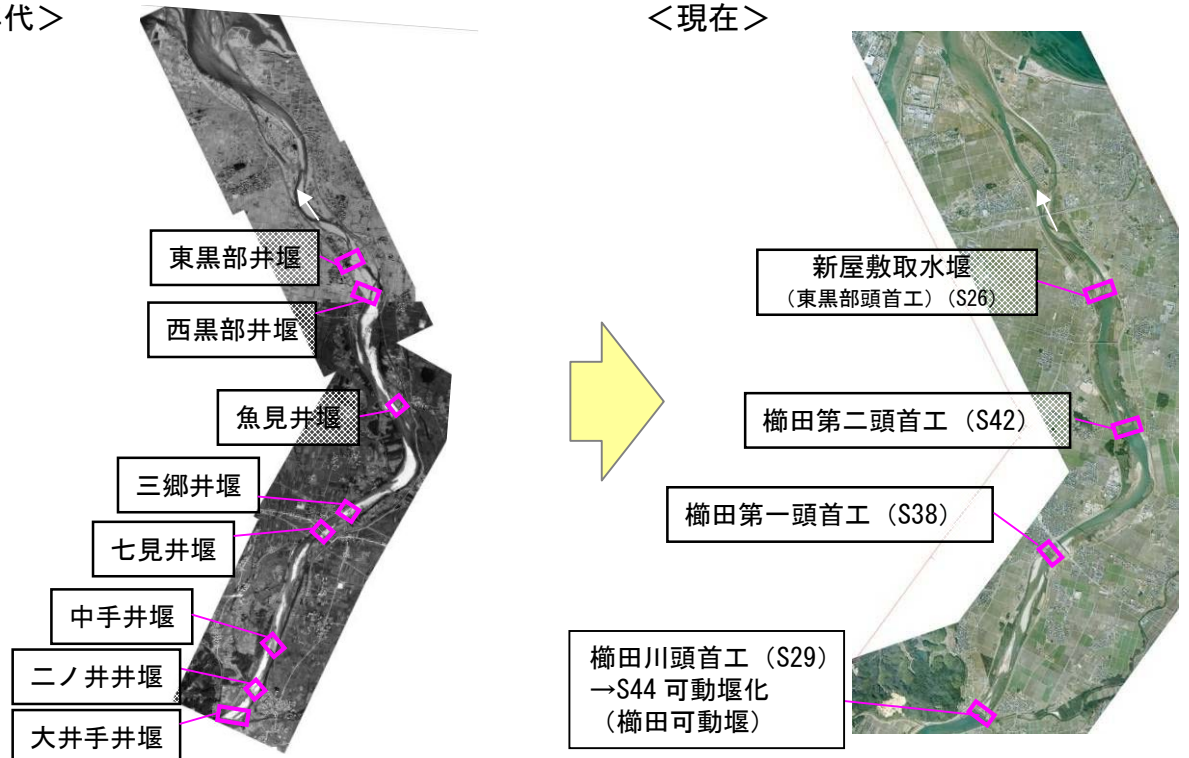 代＞
＜現在＞
東黒部井堰
西黒部井堰
魚見井堰
三郷井堰
七見井堰
中手井堰
二ノ井井堰
大井手井堰
新屋敷取水堰
（東黒部頭首工）（S26）
櫛田第二頭首工（S42）
櫛田第一頭首工（S38）
櫛田川頭首工（S29）
→S44 可動堰化
（櫛田可動堰）